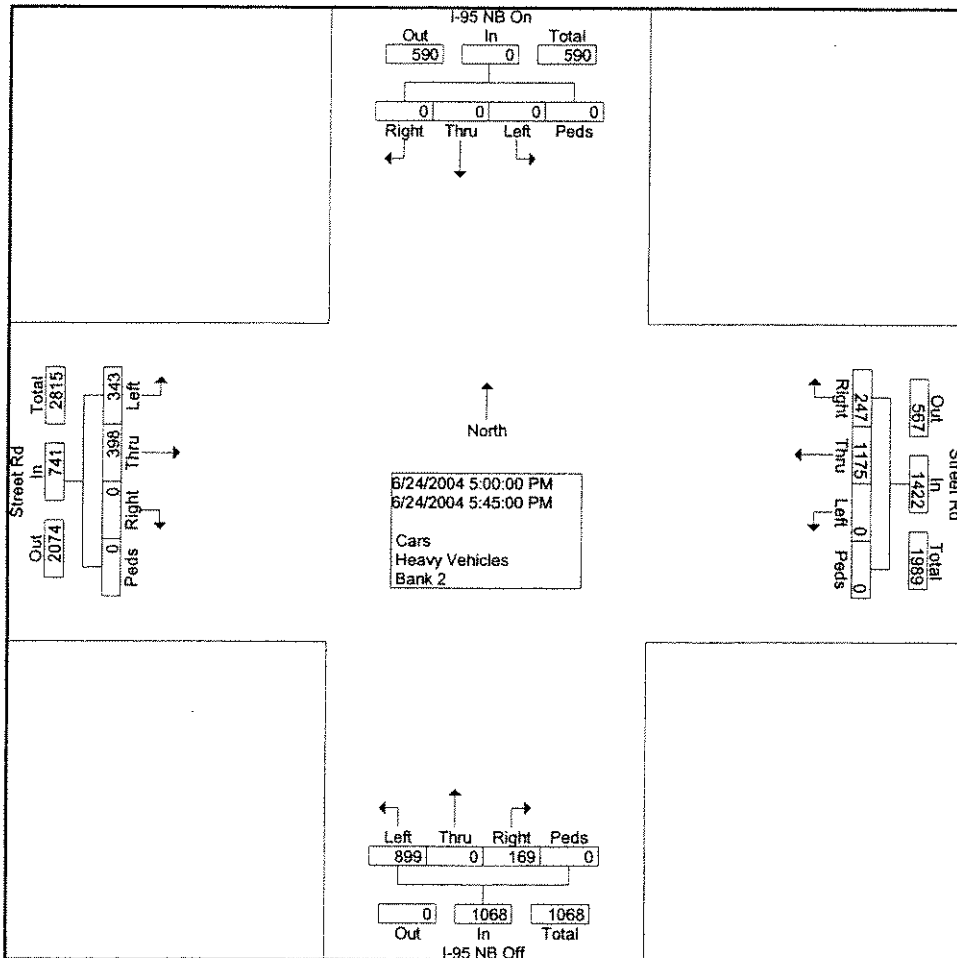 I-95 NB On
Out In Total
590 0 590
0 0 0 0
Right Thru Left Peds
Street Rd
Total In Out
2815 741 2074
343 398 0 0
Left Thru Right Peds
North
6/24/2004 5:00:00 PM
6/24/2004 5:45:00 PM
Cars
Heavy Vehicles
Bank 2
Right Thru Left Peds
247 1175 0 0
567 1422 1989
Out In Total
Street Rd
Left Thru Right Peds
899 0 169 0
0 1068 1068
Out In Total
I-95 NB Off